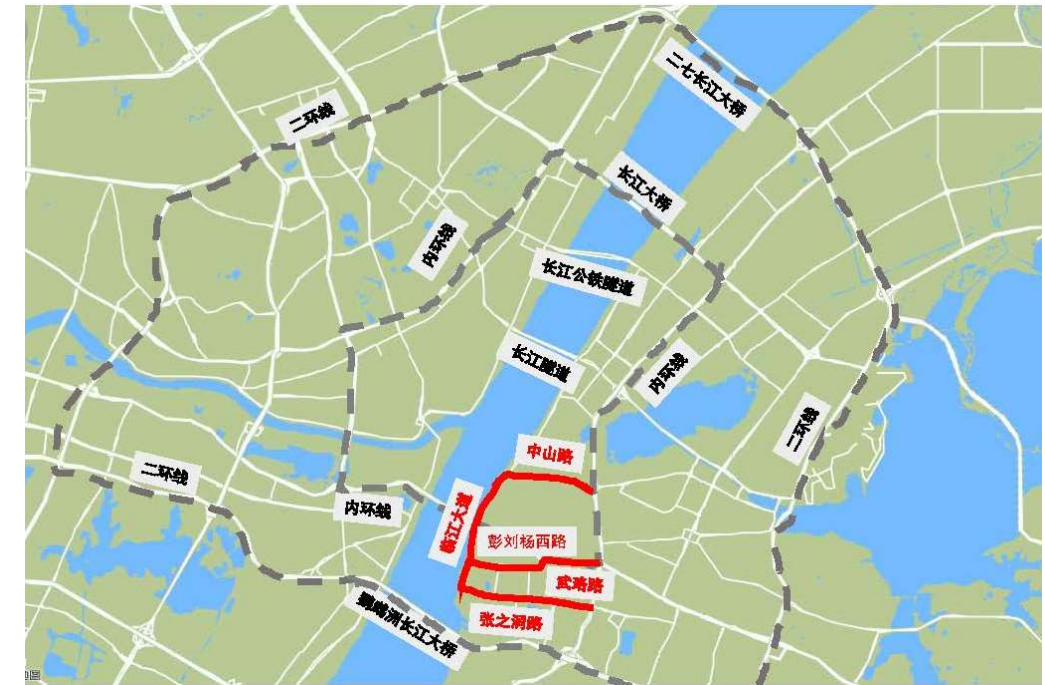 二七长江大桥
二环线
长江大桥
内环线
长江公铁隧道
长江隧道
内环线
二环线
中山路
二环线
内环线
临江大道
彭刘杨西路
武珞路
鹦鹉洲长江大桥
张之洞路